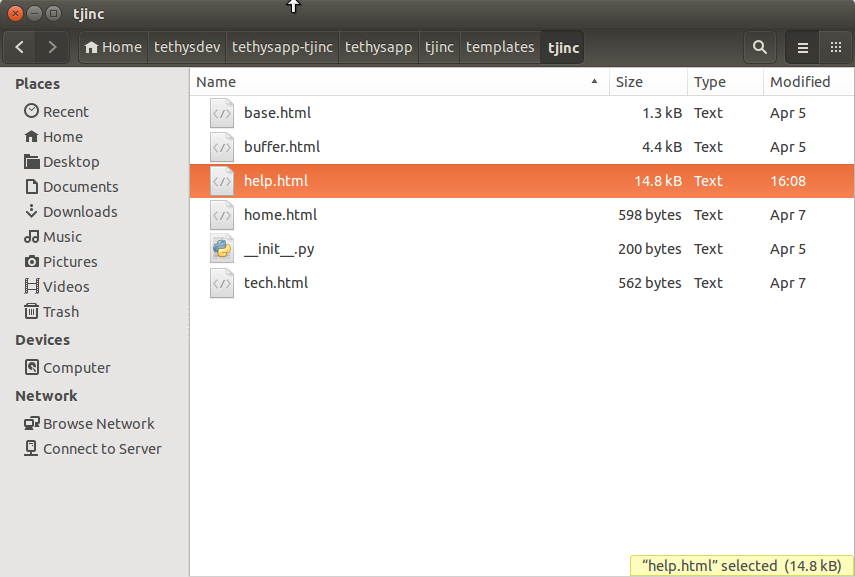 tjinc
Home tethysdev tethysapp-tjinc tethysapp tjinc templates tjinc
Places
Recent
Home
Desktop
Documents
Downloads
Music
Pictures
Videos
Trash
Devices
Computer
Network
Browse Network
Connect to Server
Name Size Type Modified
base.html 1.3 kB Text Apr 5
buffer.html 4.4 kB Text Apr 5
help.html 14.8 kB Text 16:08
home.html 598 bytes Text Apr 7
__init__.py 200 bytes Text Apr 5
tech.html 562 bytes Text Apr 7
“help.html” selected (14.8 kB)